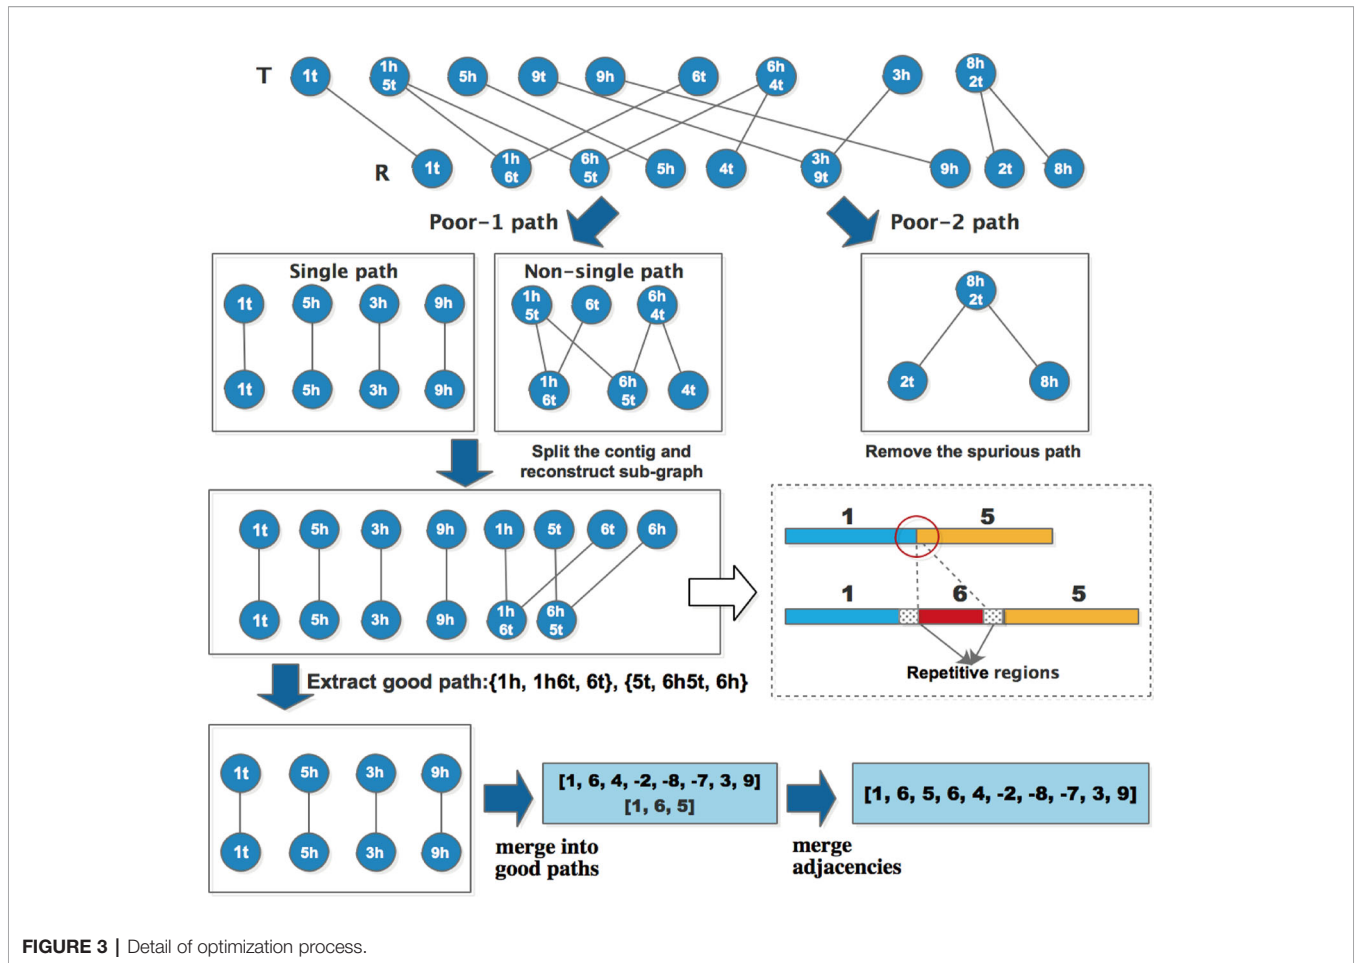 T 1t 1h 5t 5h 9t 9h 6t 6h 4t 3h 8h 2t
R 1t 1h 6t 6h 5t 5h 4t 3h 9t 9h 2t 8h
Poor-1 path
Poor-2 path
Single path
1t 5h 3h 9h
1t 5h 3h 9h
Non-single path
1h 5t 6t 6h 4t
1h 6t 6h 5t 4t
8h 2t
2t 8h
Split the contig and
reconstruct sub-graph
Remove the spurious path
1t 5h 3h 9h 1h 5t 6t 6h
1t 5h 3h 9h 1h 6t 6h 5t
1 5
1 6 5
Repetitive regions
Extract good path:{1h, 1h6t, 6t}, {5t, 6h5t, 6h}
1t 5h 3h 9h
1t 5h 3h 9h
[1, 6, 4, -2, -8, -7, 3, 9]
[1, 6, 5]
merge into
good paths
[1, 6, 5, 6, 4, -2, -8, -7, 3, 9]
merge
adjacencies
FIGURE 3 | Detail of optimization process.